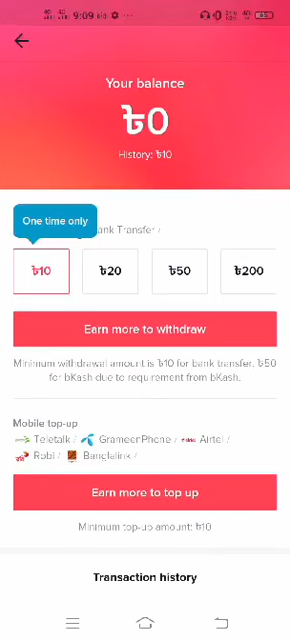 9:09
Your balance
৳0
History: ৳10
One time only
ank Transfer /
৳10 ৳20 ৳50 ৳200
Earn more to withdraw
Minimum withdrawal amount is ৳10 for bank transfer, ৳50
for bKash due to requirement from bKash.
Mobile top-up
Teletalk / GrameenPhone / Airtel /
Robi / Banglalink /
Earn more to top up
Minimum top-up amount: ৳10
Transaction history